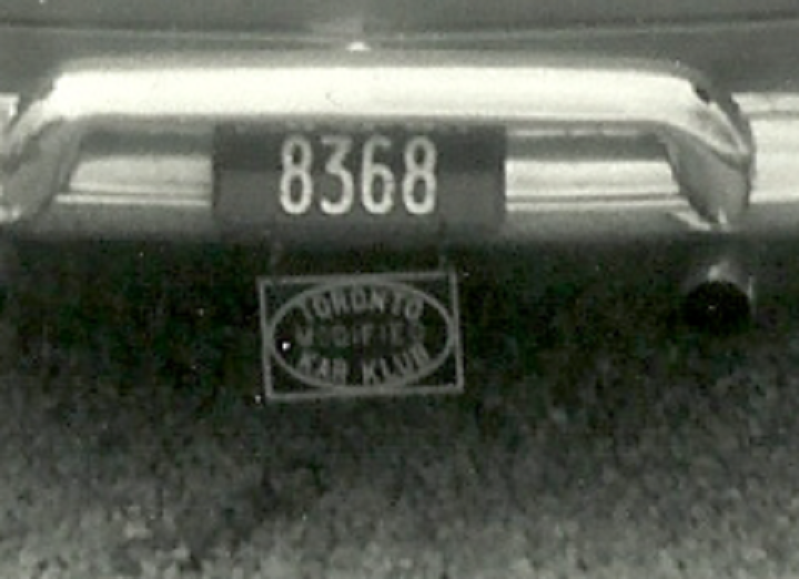 8368
TORONTO
MODIFIED
KAR KLUB